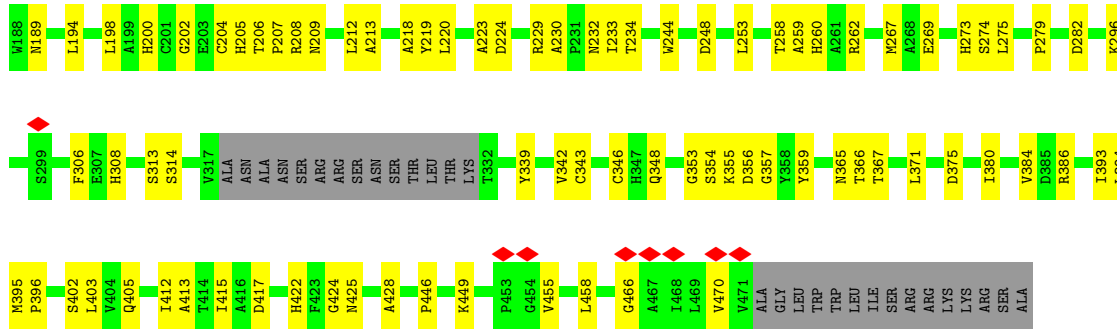 W188 N189 L194 L198 A199 H200 C201 G202 E203 C204 H205 T206 P207 R208 N209 L212 A213 A218 Y219 L220 A223 D224 R229 A230 P231 N232 I233 T234 W244 D248 L253 T258 A259 H260 A261 R262 M267 A268 E269 H273 S274 L275 P279 D282 K296
S299 F306 E307 H308 S313 S314 V317 ALA ASN ALA ASN SER ARG ARG SER ASN SER THR LEU THR LYS T332 Y339 V342 C343 C346 H347 Q348 G353 S354 K355 D356 G357 Y358 Y359 N365 T366 T367 L371 D375 I380 V384 D385 R386 I393
M395 P396 S402 L403 V404 Q405 I412 A413 T414 I415 A416 D417 H422 F423 G424 N425 A428 P446 K449 P453 G454 V455 L458 G466 A467 I468 L469 V470 V471 ALA GLY LEU TRP TRP LEU ILE SER ARG ARG LYS LYS ARG SER ALA